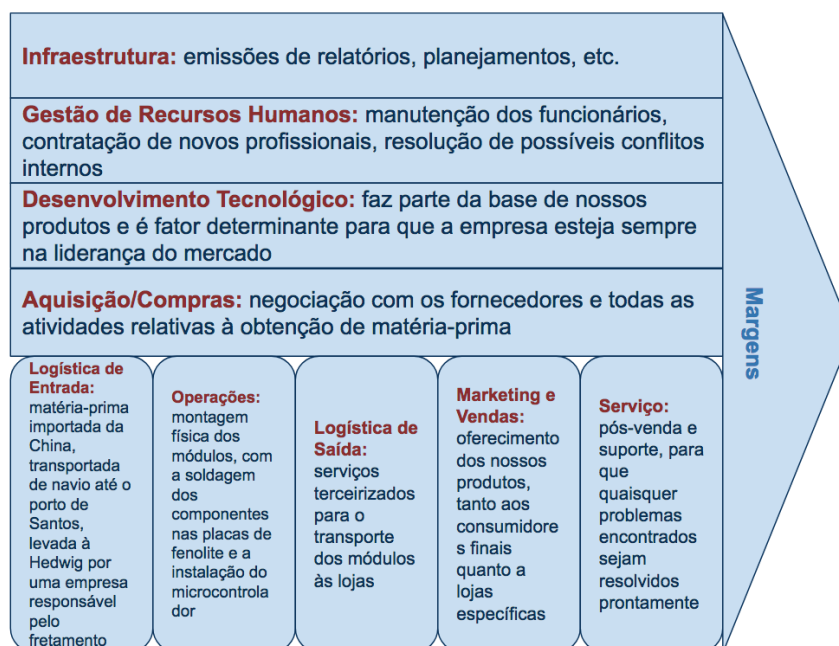 Infraestrutura: emissões de relatórios, planejamentos, etc.
Gestão de Recursos Humanos: manutenção dos funcionários,
contratação de novos profissionais, resolução de possíveis conflitos
internos
Desenvolvimento Tecnológico: faz parte da base de nossos
produtos e é fator determinante para que a empresa esteja sempre
na liderança do mercado
Aquisição/Compras: negociação com os fornecedores e todas as
atividades relativas à obtenção de matéria-prima
Logística de
Entrada:
matéria-prima
importada da
China,
transportada
de navio até o
porto de
Santos,
levada à
Hedwig por
uma empresa
responsável
pelo
fretamento
Operações:
montagem
física dos
módulos, com
a soldagem
dos
componentes
nas placas de
fenolite e a
instalação do
microcontrola
dor
Logística de
Saída:
serviços
terceirizados
para o
transporte
dos módulos
às lojas
Marketing e
Vendas:
oferecimento
dos nossos
produtos,
tanto aos
consumidore
s finais
quanto a
lojas
específicas
Serviço:
pós-venda e
suporte, para
que
quaisquer
problemas
encontrados
sejam
resolvidos
prontamente
Margens